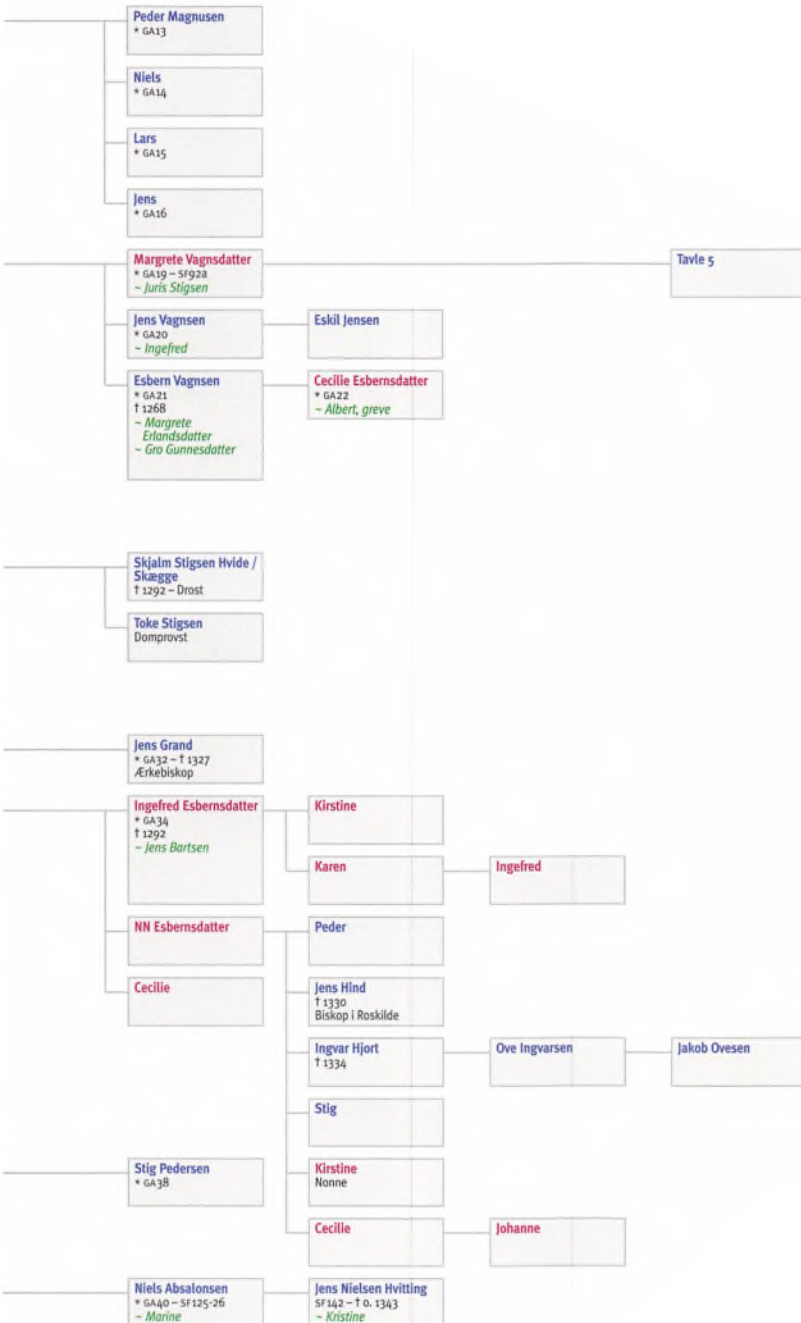 Peder Magnusen
* GA13
Niels
* GA14
Lars
* GA15
Jens
* GA16
Margrete Vagnsdatter
* GA19 – SF92a
~ Juris Stigsen
Tavle 5
Jens Vagnsen
* GA20
~ Ingefred
Eskil Jensen
Esbern Vagnsen
* GA21
† 1268
~ Margrete
Erlandsdatter
~ Gro Gunnesdatter
Cecilie Esbernsdatter
* GA22
~ Albert, greve
Skjalm Stigsen Hvide /
Skægge
† 1292 – Drost
Toke Stigsen
Domprovst
Jens Grand
* GA32 – † 1327
Ærkebiskop
Ingefred Esbernsdatter
* GA34
† 1292
~ Jens Bartsen
Kirstine
Karen
Ingefred
NN Esbernsdatter
Peder
Cecilie
Jens Hind
† 1330
Biskop i Roskilde
Ingvar Hjort
† 1334
Ove Ingvarsen
Jakob Ovesen
Stig
Stig Pedersen
* GA38
Kirstine
Nonne
Cecilie
Johanne
Niels Absalonsen
* GA40 – SF125-26
~ Marine
Jens Nielsen Hvitting
SF142 – † o. 1343
~ Kristine